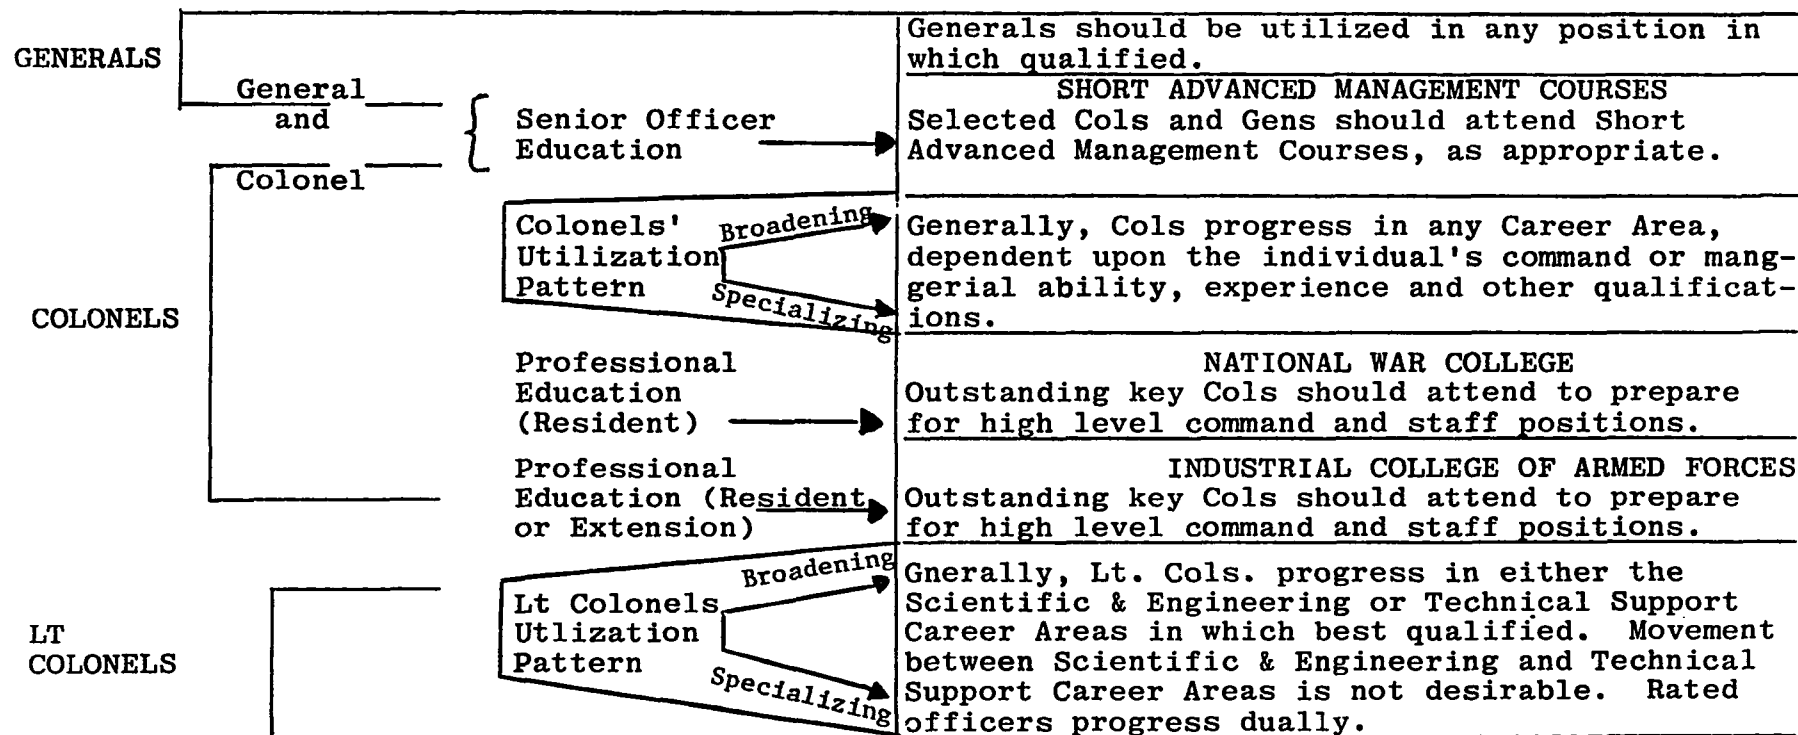 GENERALS
General
and
Colonel
Senior Officer
Education
Generals should be utilized in any position in
which qualified.
SHORT ADVANCED MANAGEMENT COURSES
Selected Cols and Gens should attend Short
Advanced Management Courses, as appropriate.
COLONELS
Colonels'
Utilization
Pattern
Broadening
Specializing
Generally, Cols progress in any Career Area,
dependent upon the individual's command or mang-
gerial ability, experience and other qualificat-
ions.
Professional
Education
(Resident)
NATIONAL WAR COLLEGE
Outstanding key Cols should attend to prepare
for high level command and staff positions.
Professional
Education (Resident
or Extension)
INDUSTRIAL COLLEGE OF ARMED FORCES
Outstanding key Cols should attend to prepare
for high level command and staff positions.
LT
COLONELS
Lt Colonels
Utlization
Pattern
Broadening
Specializing
Gnerally, Lt. Cols. progress in either the
Scientific & Engineering or Technical Support
Career Areas in which best qualified. Movement
between Scientific & Engineering and Technical
Support Career Areas is not desirable. Rated
officers progress dually.